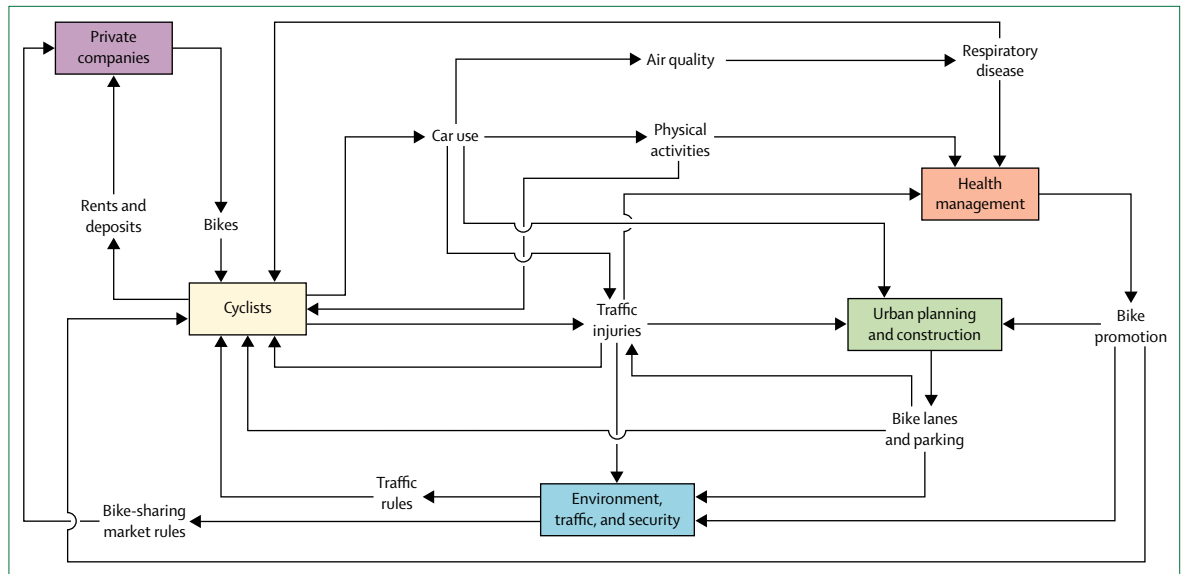 Private
companies
Air quality
Respiratory
disease
Car use
Physical
activities
Health
management
Rents and
deposits
Bikes
Cyclists
Traffic
injuries
Urban planning
and construction
Bike
promotion
Bike lanes
and parking
Traffic
rules
Environment,
traffic, and security
Bike-sharing
market rules